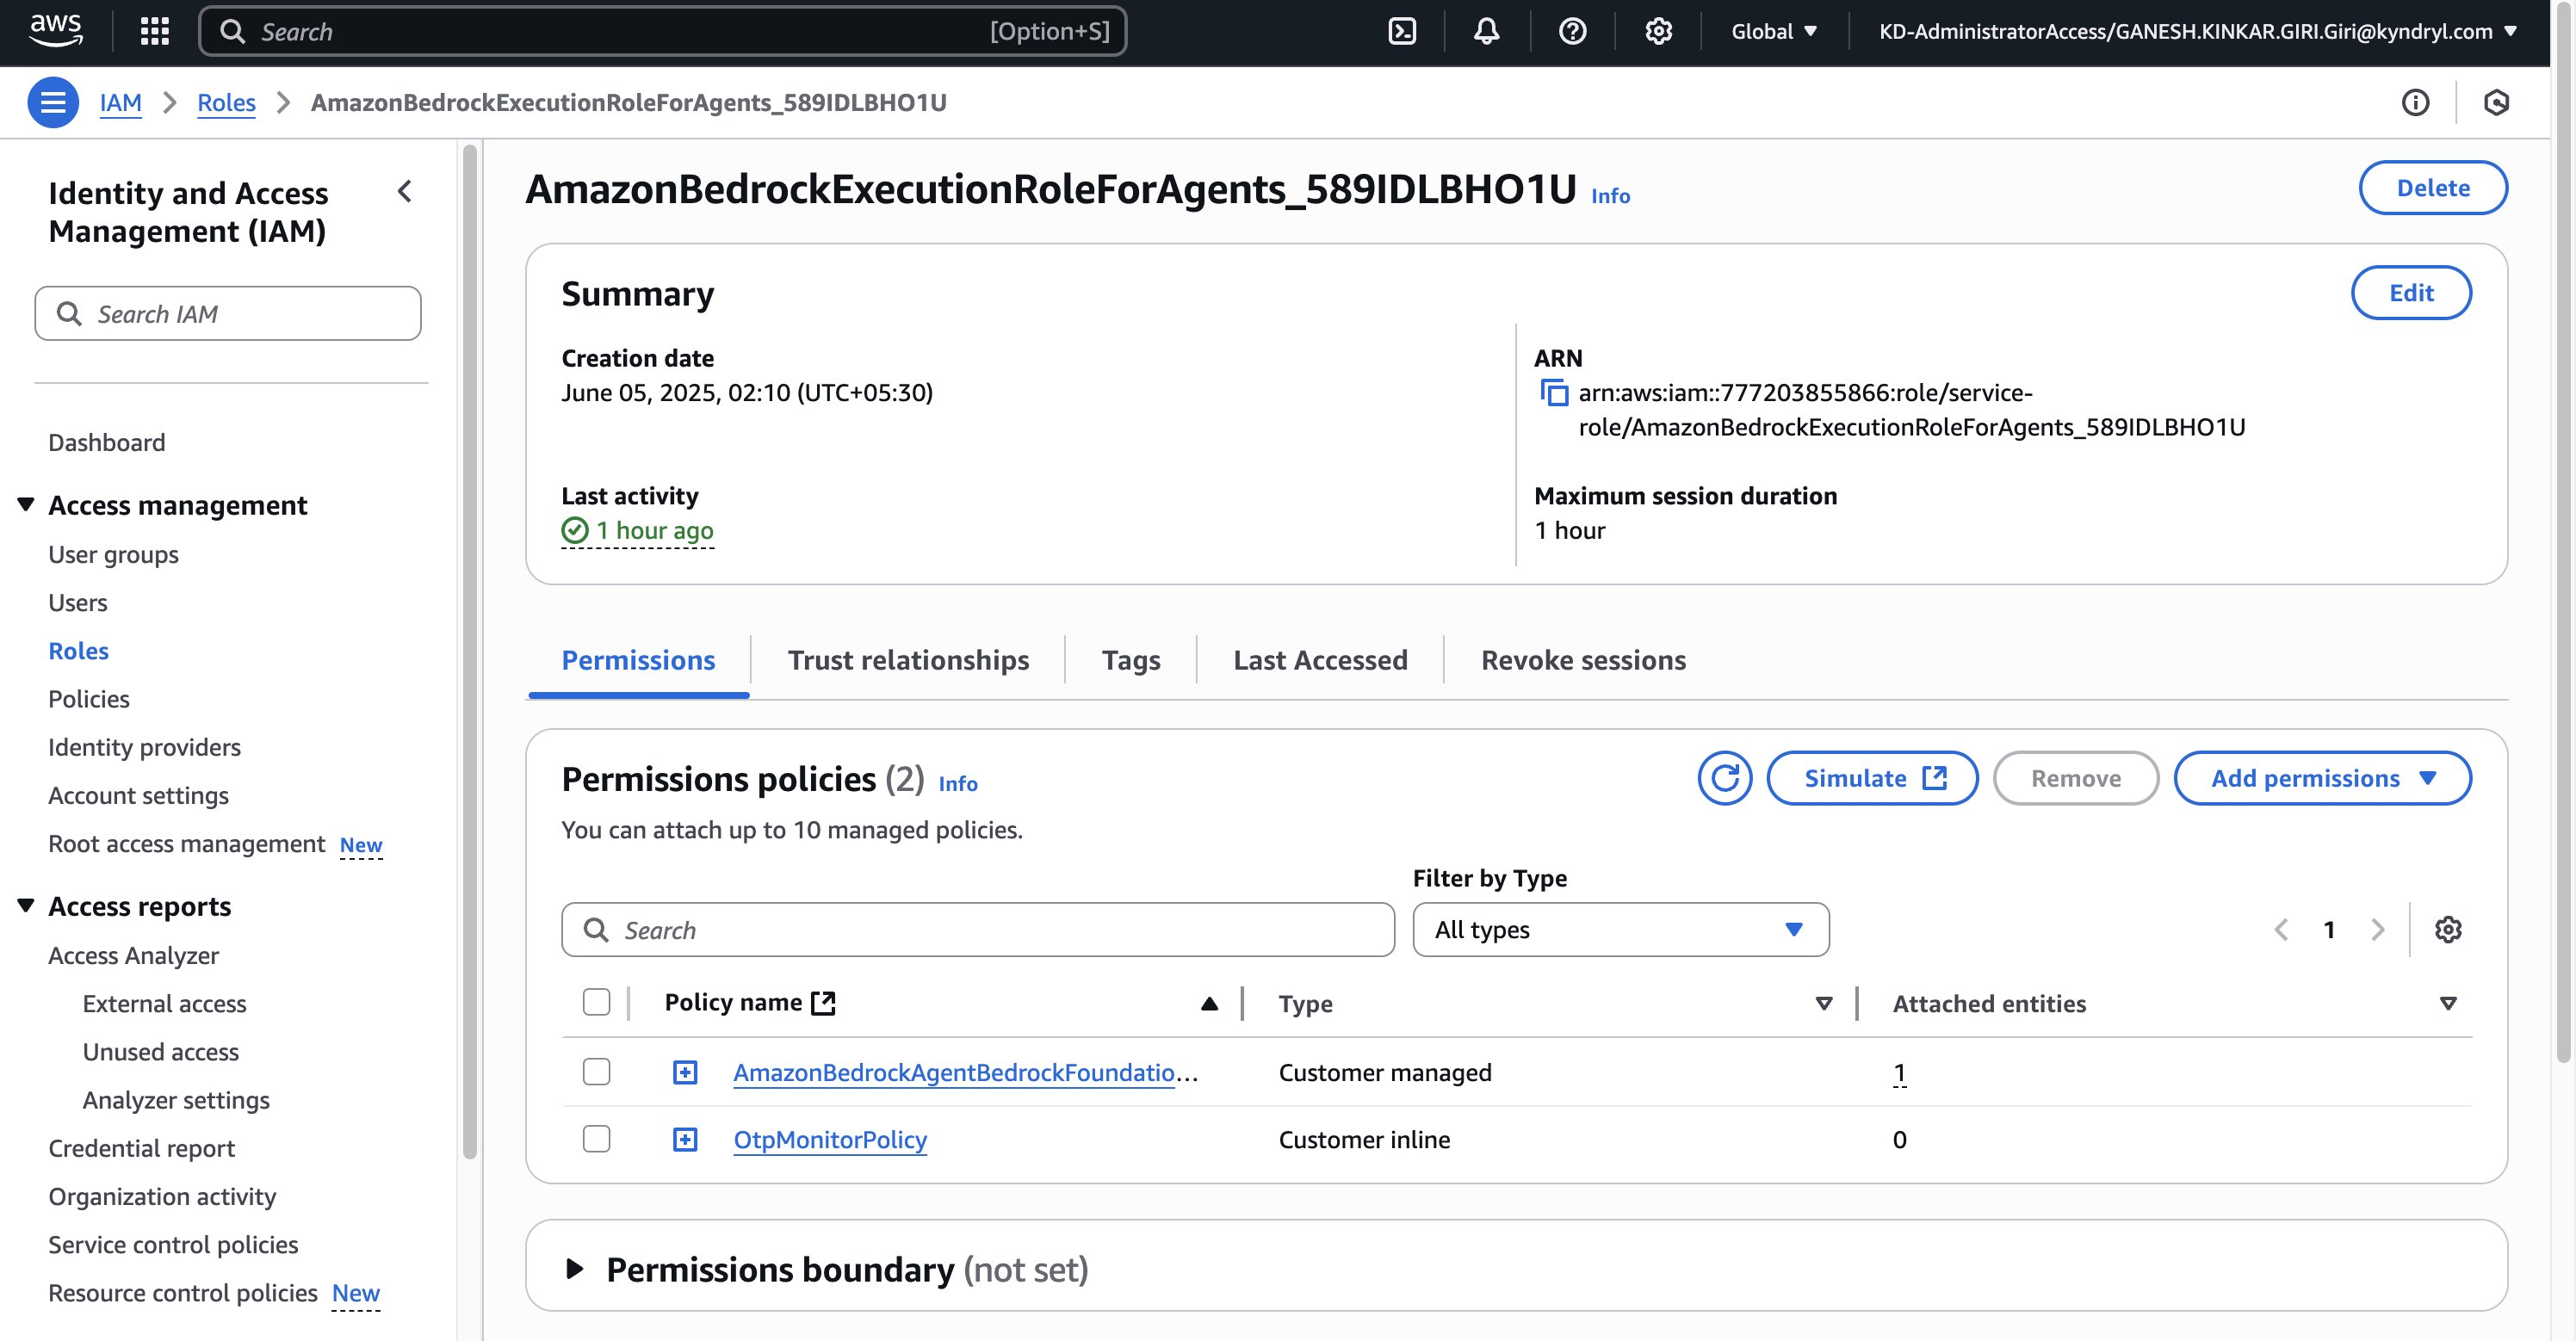 aws
Search [Option+S]
Global
KD-AdministratorAccess/GANESH.KINKAR.GIRI.Giri@kyndryl.com
IAM > Roles > AmazonBedrockExecutionRoleForAgents_589IDLBHO1U
Identity and Access
Management (IAM)
Search IAM
Dashboard
Access management
User groups
Users
Roles
Policies
Identity providers
Account settings
Root access management New
Access reports
Access Analyzer
External access
Unused access
Analyzer settings
Credential report
Organization activity
Service control policies
Resource control policies New
AmazonBedrockExecutionRoleForAgents_589IDLBHO1U Info
Delete
Summary
Edit
Creation date
June 05, 2025, 02:10 (UTC+05:30)
ARN
arn:aws:iam::777203855866:role/service-
role/AmazonBedrockExecutionRoleForAgents_589IDLBHO1U
Last activity
1 hour ago
Maximum session duration
1 hour
Permissions
Trust relationships
Tags
Last Accessed
Revoke sessions
Permissions policies (2) Info
Simulate
Remove
Add permissions
You can attach up to 10 managed policies.
Filter by Type
Search
All types
1
Policy name
Type
Attached entities
AmazonBedrockAgentBedrockFoundatio...
Customer managed
1
OtpMonitorPolicy
Customer inline
0
Permissions boundary (not set)